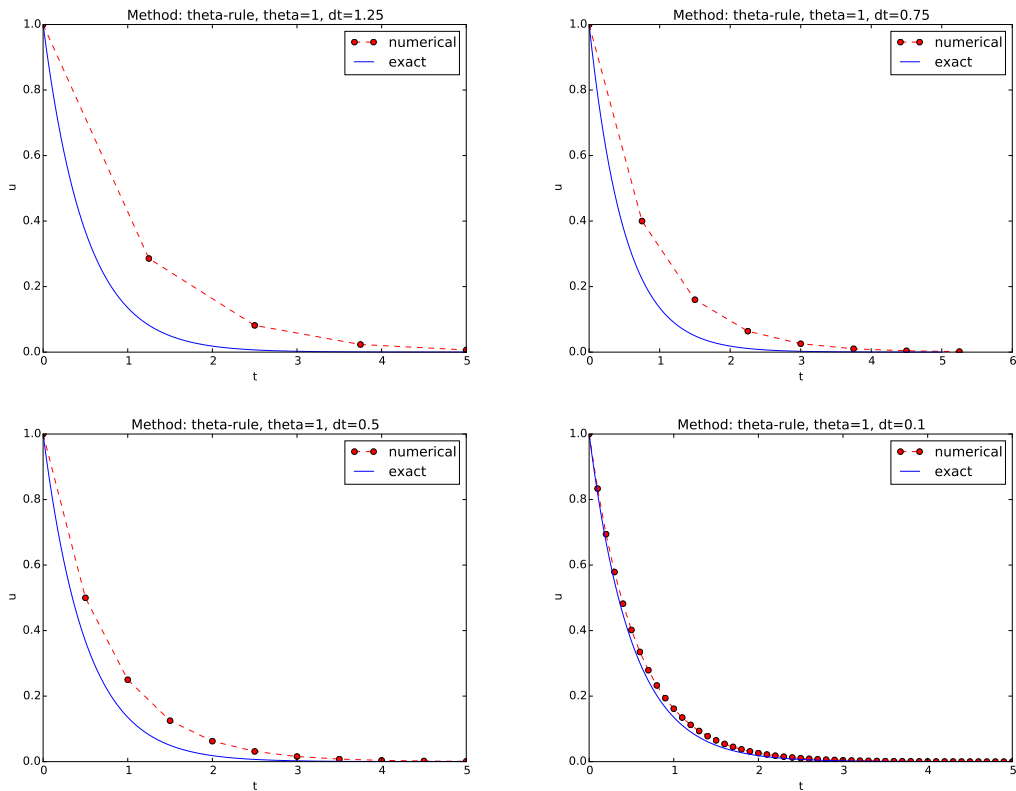 Method: theta-rule, theta=1, dt=1.25
1.0
0.8
0.6
0.4
0.2
0.0
u
0 1 2 3 4 5
t
numerical
exact
Method: theta-rule, theta=1, dt=0.75
1.0
0.8
0.6
0.4
0.2
0.0
u
0 1 2 3 4 5 6
t
numerical
exact
Method: theta-rule, theta=1, dt=0.5
1.0
0.8
0.6
0.4
0.2
0.0
u
0 1 2 3 4 5
t
numerical
exact
Method: theta-rule, theta=1, dt=0.1
1.0
0.8
0.6
0.4
0.2
0.0
u
0 1 2 3 4 5
t
numerical
exact